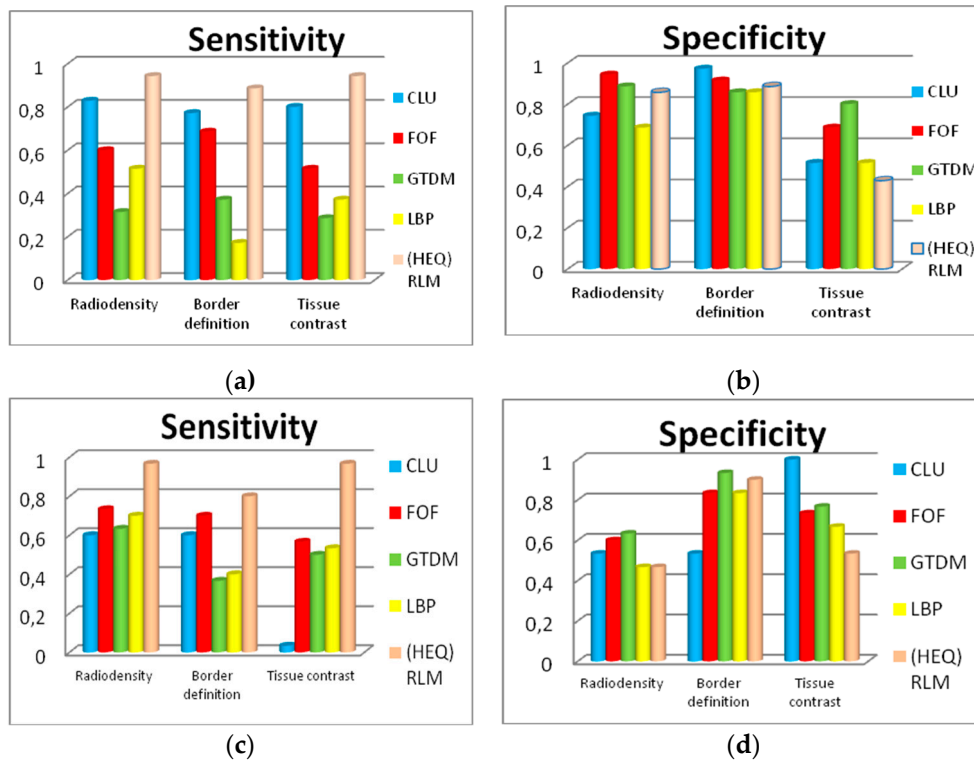 Sensitivity
1
0,8
0,6
0,4
0,2
0
Radiodensity
Border
definition
Tissue
contrast
CLU
FOF
GTDM
LBP
(HEQ)
RLM
(a)
Specificity
1
0,8
0,6
0,4
0,2
0
Radiodensity
Border
definition
Tissue
contrast
CLU
FOF
GTDM
LBP
(HEQ)
RLM
(b)
Sensitivity
1
0,8
0,6
0,4
0,2
0
Radiodensity
Border
definition
Tissue contrast
CLU
FOF
GTDM
LBP
(HEQ)
RLM
(c)
Specificity
1
0,8
0,6
0,4
0,2
0
Radiodensity
Border
definition
Tissue
contrast
CLU
FOF
GTDM
LBP
(HEQ)
RLM
(d)